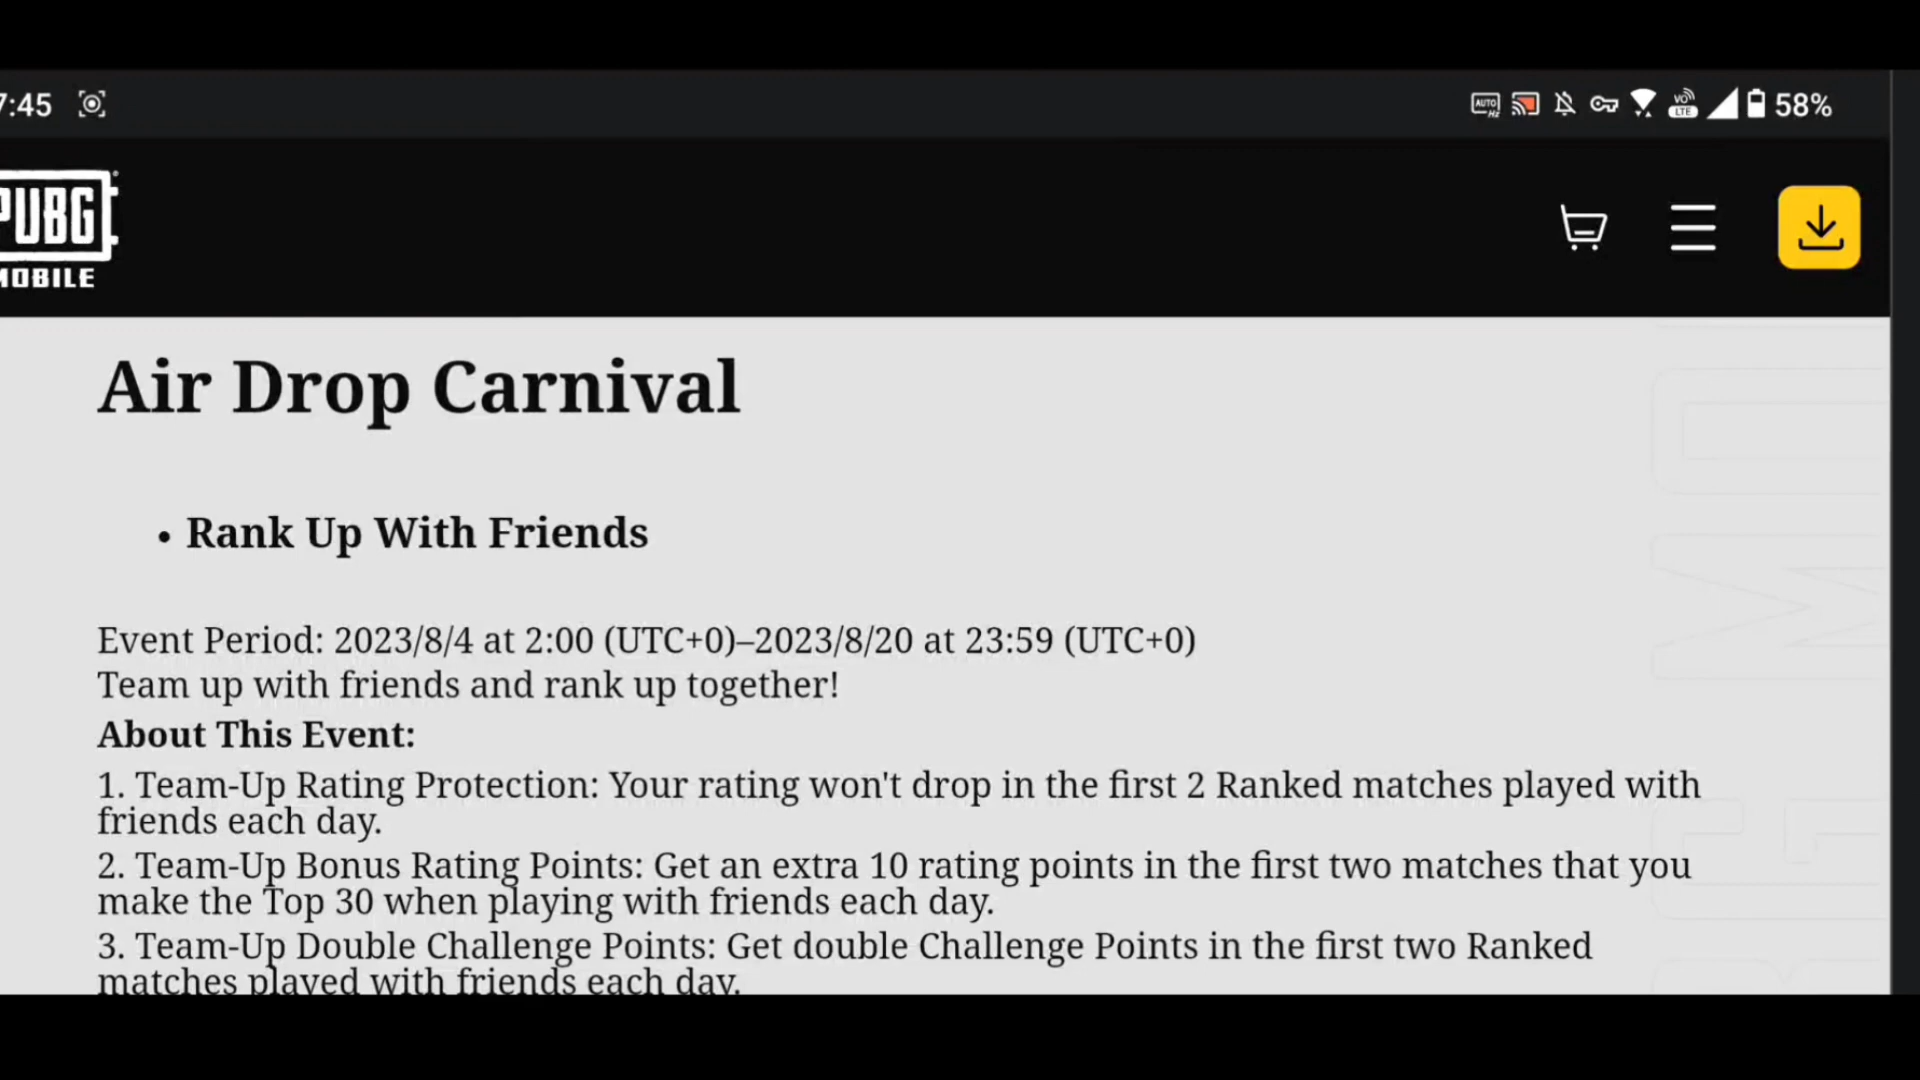 7:45
AUTO Hz
VO LTE
58%
PUBG
MOBILE
Air Drop Carnival
• Rank Up With Friends
Event Period: 2023/8/4 at 2:00 (UTC+0)–2023/8/20 at 23:59 (UTC+0)
Team up with friends and rank up together!
About This Event:
1. Team-Up Rating Protection: Your rating won't drop in the first 2 Ranked matches played with
friends each day.
2. Team-Up Bonus Rating Points: Get an extra 10 rating points in the first two matches that you
make the Top 30 when playing with friends each day.
3. Team-Up Double Challenge Points: Get double Challenge Points in the first two Ranked
matches played with friends each day.